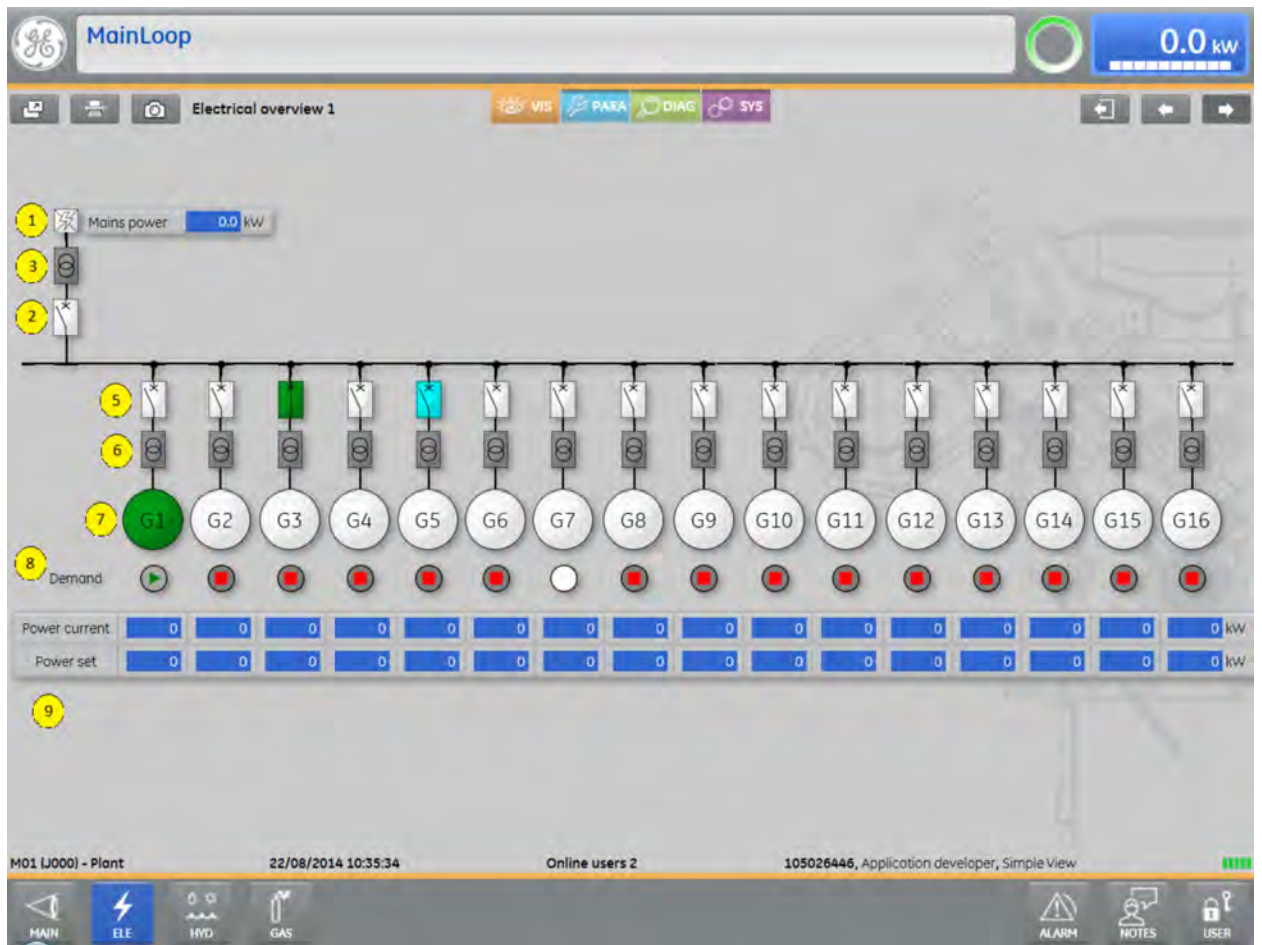 MainLoop
0.0 kW
Electrical overview 1
VIS PARA DIAG SYS
1 Mains power 0.0 kW
3
2
5
6
7 G1 G2 G3 G4 G5 G6 G7 G8 G9 G10 G11 G12 G13 G14 G15 G16
8
Demand
Power current 0 0 0 0 0 0 0 0 0 0 0 0 0 0 0 0 kW
Power set 0 0 0 0 0 0 0 0 0 0 0 0 0 0 0 0 kW
9
M01 (J000) - Plant 22/08/2014 10:35:34 Online users 2 105026446, Application developer, Simple View
MAIN ELE HYD GAS ALARM NOTES USER